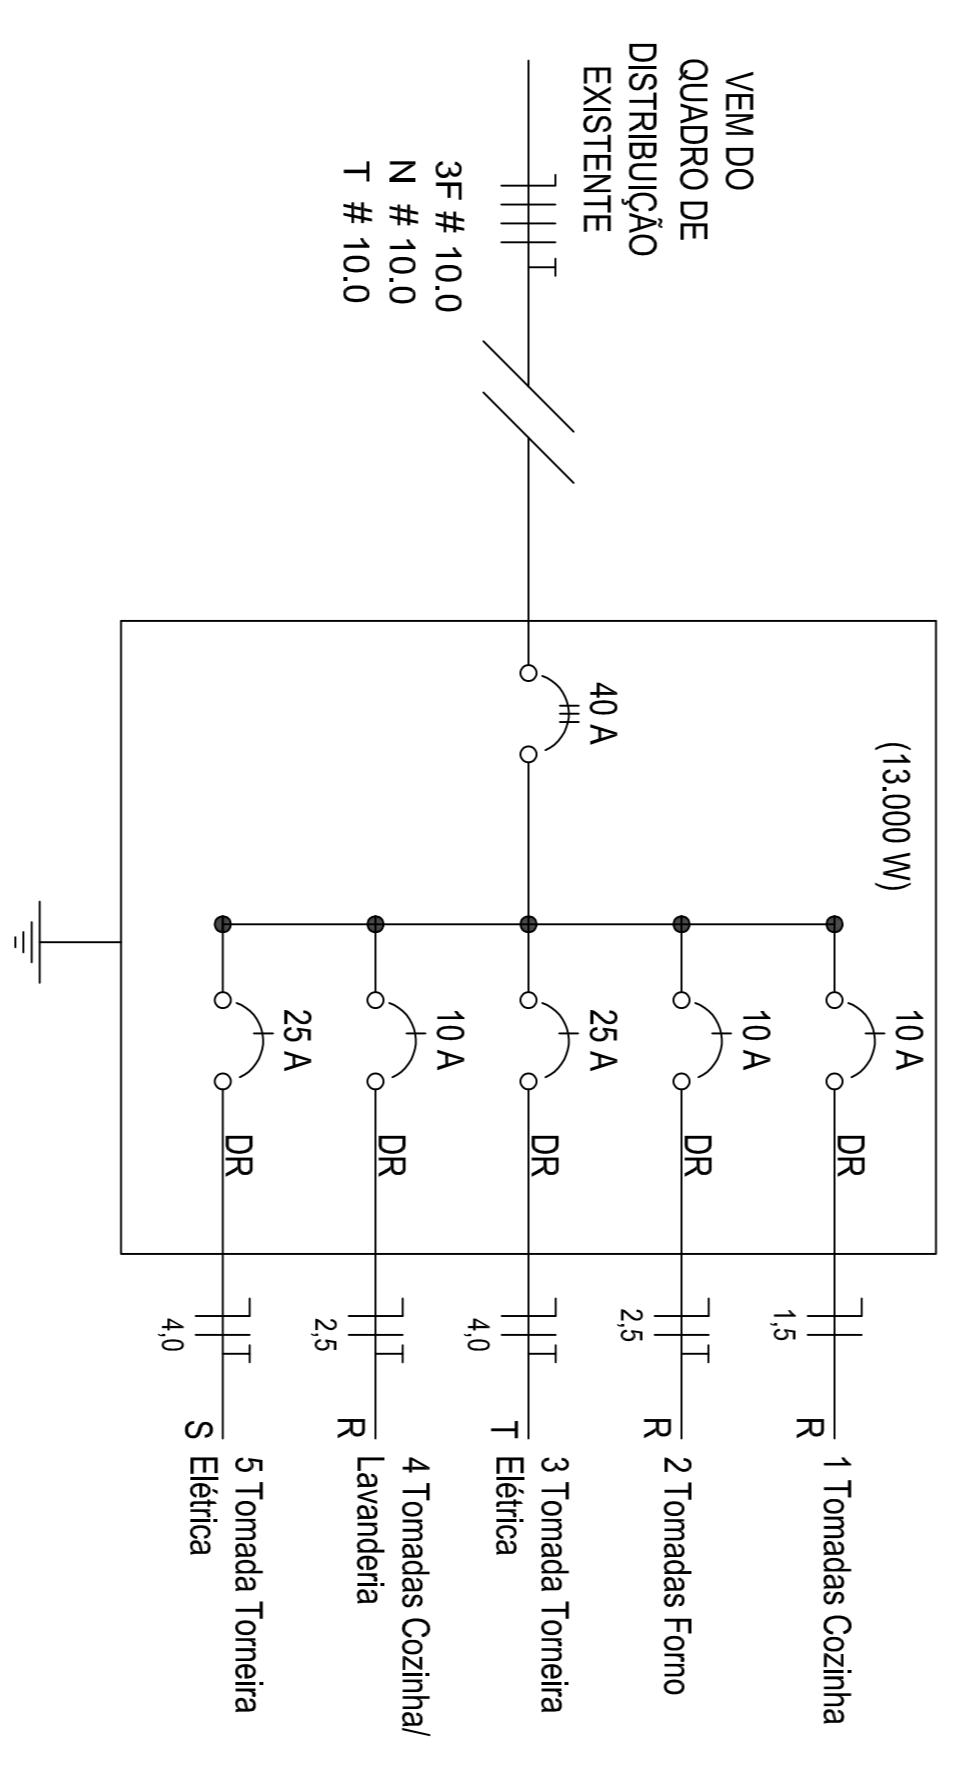 VEM DO
QUADRO DE
DISTRIBUIÇÃO
EXISTENTE
3F # 10.0
N # 10.0
T # 10.0
(13.000 W)
40 A
10 A
DR
1,5
R
1 Tomadas Cozinha
10 A
DR
2,5
R
2 Tomadas Forno
25 A
DR
4,0
T
3 Tomada Torneira
Elétrica
10 A
DR
2,5
R
4 Tomadas Cozinha/
Lavanderia
25 A
DR
4,0
S
5 Tomada Torneira
Elétrica